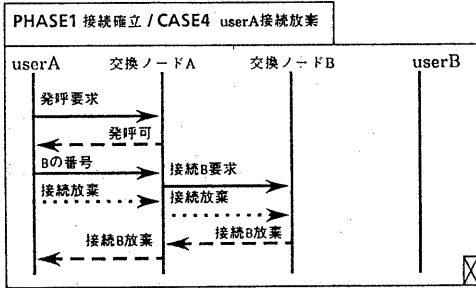 PHASE1 接続確立 / CASE4 userA接続放棄
userA 交換ノードA 交換ノードB userB
発呼要求
発呼可
Bの番号
接続B要求
接続放棄
接続放棄
接続B放棄
接続B放棄